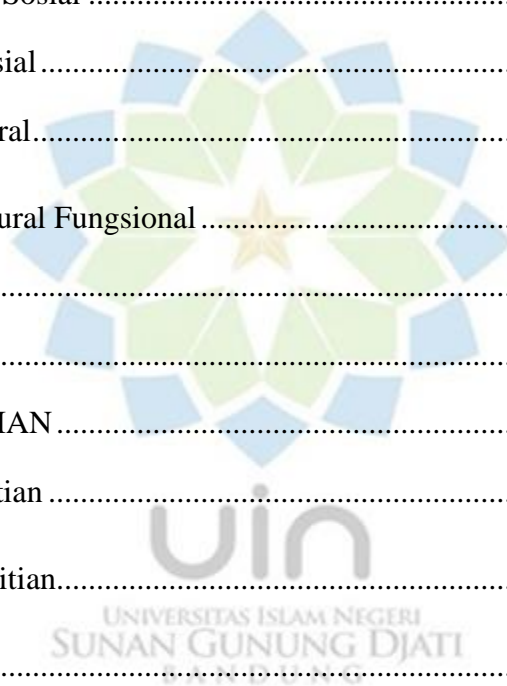 Sosial ..............................................................
sial ..............................................................
ral ..............................................................
ural Fungsional ..............................................................
..............................................................
..............................................................
IAN ..............................................................
tian ..............................................................
uin
itian ..............................................................
UNIVERSITAS ISLAM NEGERI
SUNAN GUNUNG DJATI
BANDUNG
..............................................................